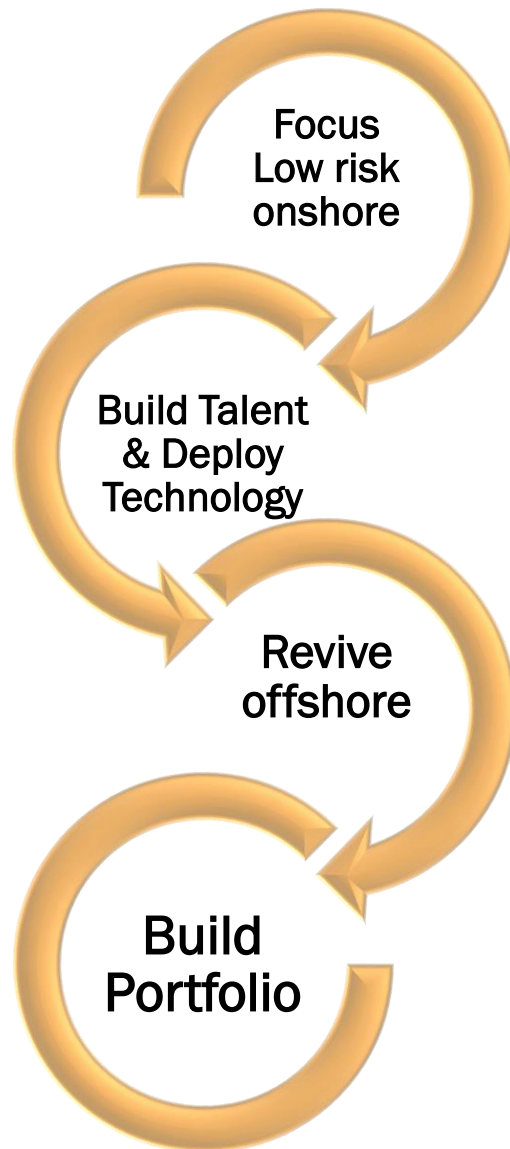 Focus
Low risk
onshore
Build Talent
& Deploy
Technology
Revive
offshore
Build
Portfolio